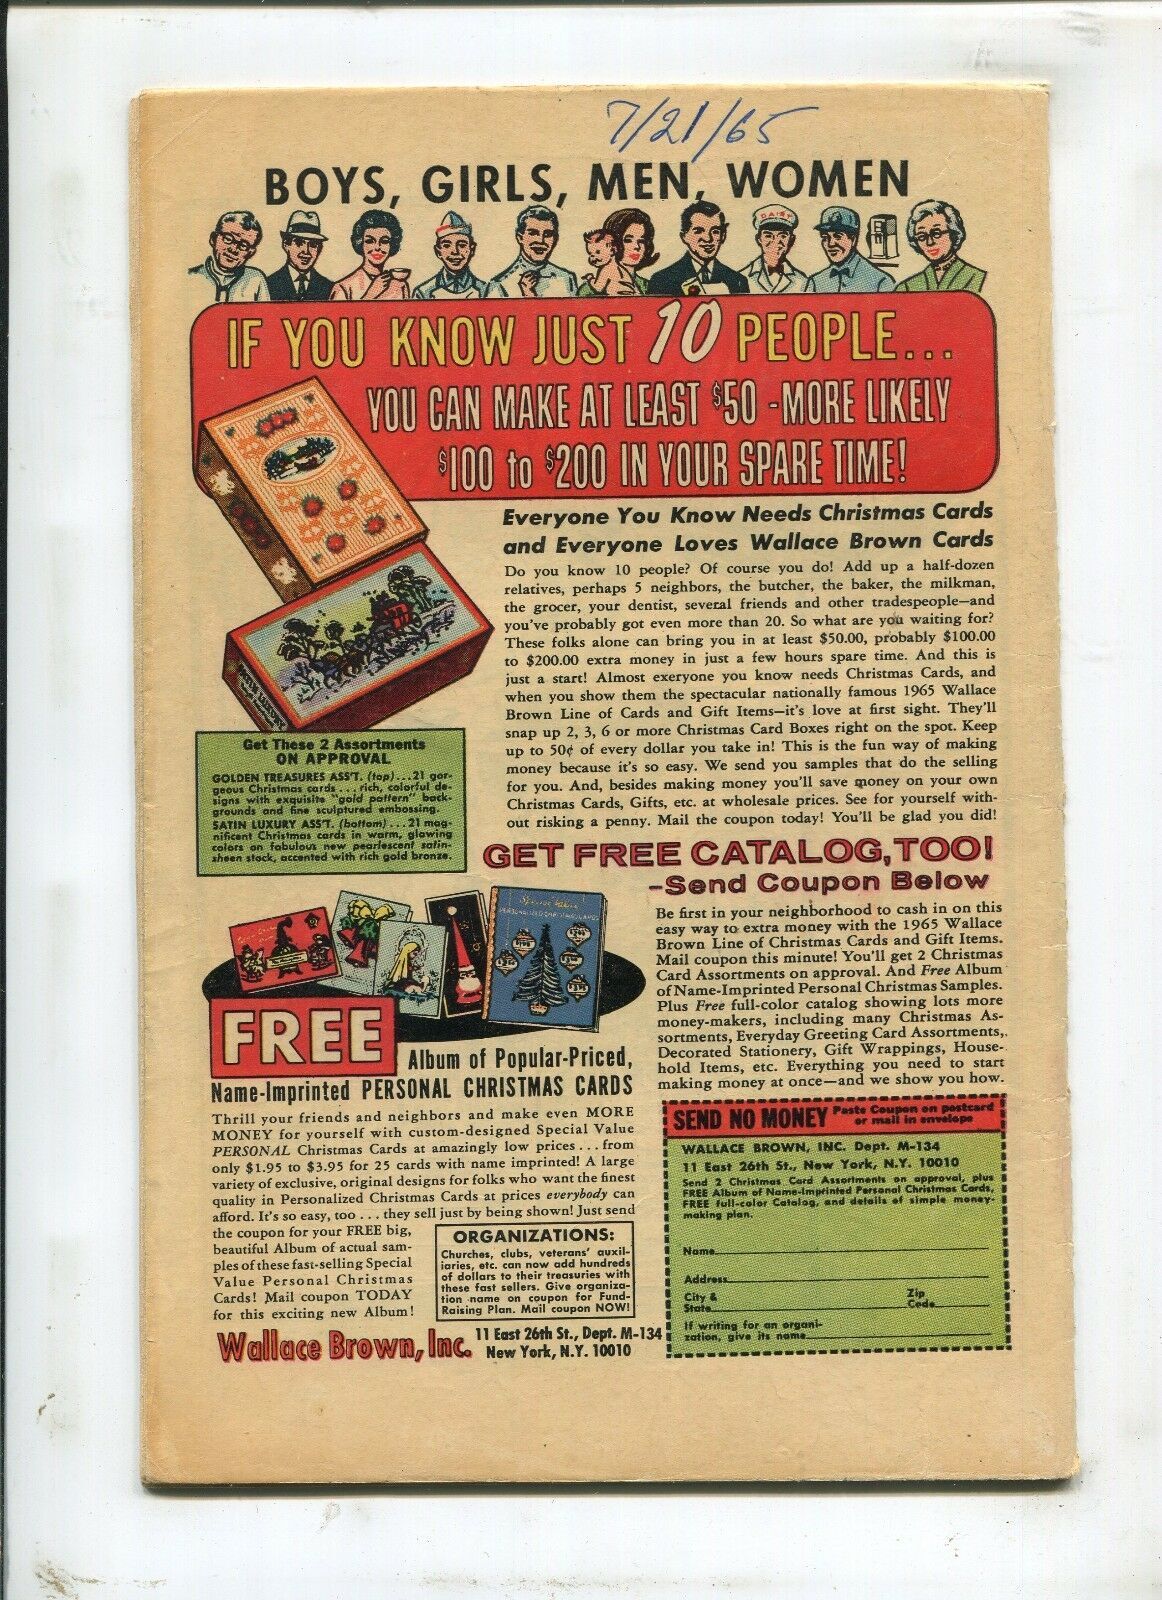 7/21/65
BOYS, GIRLS, MEN, WOMEN
DAIRY
IF YOU KNOW JUST 10 PEOPLE...
YOU CAN MAKE AT LEAST $50 - MORE LIKELY
$100 to $200 IN YOUR SPARE TIME!
Everyone You Know Needs Christmas Cards
and Everyone Loves Wallace Brown Cards
Do you know 10 people? Of course you do! Add up a half-dozen
relatives, perhaps 5 neighbors, the butcher, the baker, the milkman,
the grocer, your dentist, several friends and other tradespeople—and
you've probably got even more than 20. So what are you waiting for?
These folks alone can bring you in at least $50.00, probably $100.00
to $200.00 extra money in just a few hours spare time. And this is
just a start! Almost exeryone you know needs Christmas Cards, and
when you show them the spectacular nationally famous 1965 Wallace
Brown Line of Cards and Gift Items—it's love at first sight. They'll
snap up 2, 3, 6 or more Christmas Card Boxes right on the spot. Keep
up to 50¢ of every dollar you take in! This is the fun way of making
money because it's so easy. We send you samples that do the selling
for you. And, besides making money you'll save money on your own
Christmas Cards, Gifts, etc. at wholesale prices. See for yourself with-
out risking a penny. Mail the coupon today! You'll be glad you did!
Get These 2 Assortments
ON APPROVAL
GOLDEN TREASURES ASS'T. (top)...21 gor-
geous Christmas cards ... rich, colorful de-
signs with exquisite "gold pattern" back-
grounds and fine sculptured embossing.
SATIN LUXURY ASS'T. (bottom)...21 mag-
nificent Christmas cards in warm, glowing
colors on fabulous new pearlescent satin-
sheen stock, accented with rich gold bronze.
GET FREE CATALOG, TOO!
-Send Coupon Below
Be first in your neighborhood to cash in on this
easy way to extra money with the 1965 Wallace
Brown Line of Christmas Cards and Gift Items.
Mail coupon this minute! You'll get 2 Christmas
Card Assortments on approval. And Free Album
of Name-Imprinted Personal Christmas Samples.
Plus Free full-color catalog showing lots more
money-makers, including many Christmas As-
sortments, Everyday Greeting Card Assortments,
Decorated Stationery, Gift Wrappings, House-
hold Items, etc. Everything you need to start
making money at once—and we show you how.
FREE
Album of Popular-Priced,
Name-Imprinted PERSONAL CHRISTMAS CARDS
Thrill your friends and neighbors and make even MORE
MONEY for yourself with custom-designed Special Value
PERSONAL Christmas Cards at amazingly low prices... from
only $1.95 to $3.95 for 25 cards with name imprinted! A large
variety of exclusive, original designs for folks who want the finest
quality in Personalized Christmas Cards at prices everybody can
afford. It's so easy, too ... they sell just by being shown! Just send
the coupon for your FREE big,
beautiful Album of actual sam-
ples of these fast-selling Special
Value Personal Christmas
Cards! Mail coupon TODAY
for this exciting new Album!
ORGANIZATIONS:
Churches, clubs, veterans' auxil-
iaries, etc. can now add hundreds
of dollars to their treasuries with
these fast sellers. Give organiza-
tion name on coupon for Fund-
Raising Plan. Mail coupon NOW!
Wallace Brown, Inc. 11 East 26th St., Dept. M-134
New York, N.Y. 10010
SEND NO MONEY Paste Coupon on postcard
or mail in envelope
WALLACE BROWN, INC. Dept. M-134
11 East 26th St., New York, N.Y. 10010
Send 2 Christmas Card Assortments on approval, plus
FREE Album of Name-Imprinted Personal Christmas Cards,
FREE full-color Catalog, and details of simple money-
making plan.
Name
Address
City & State Zip Code
If writing for an organi-
zation, give its name